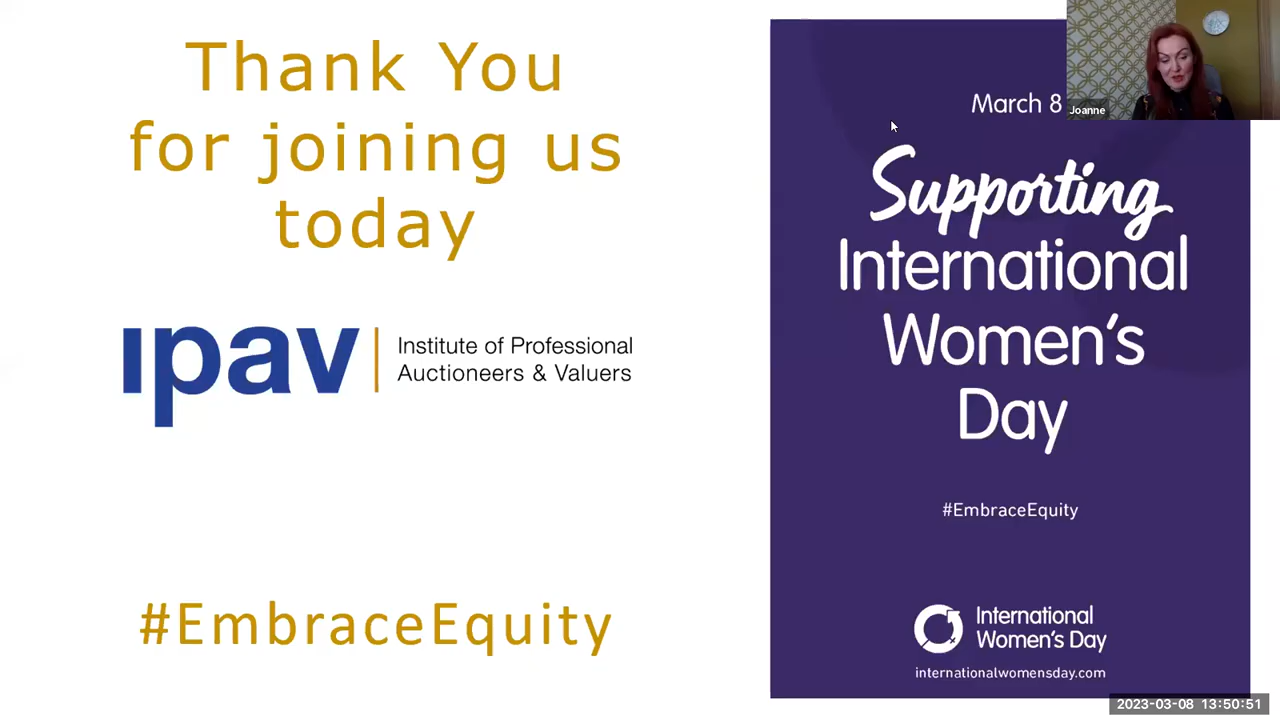 Thank You
for joining us
today
ipav
Institute of Professional
Auctioneers & Valuers
#EmbraceEquity
March 8
Joanne
Supporting
International
Women's
Day
#EmbraceEquity
International
Women's Day
internationalwomensday.com
2023-03-08 13:50:51